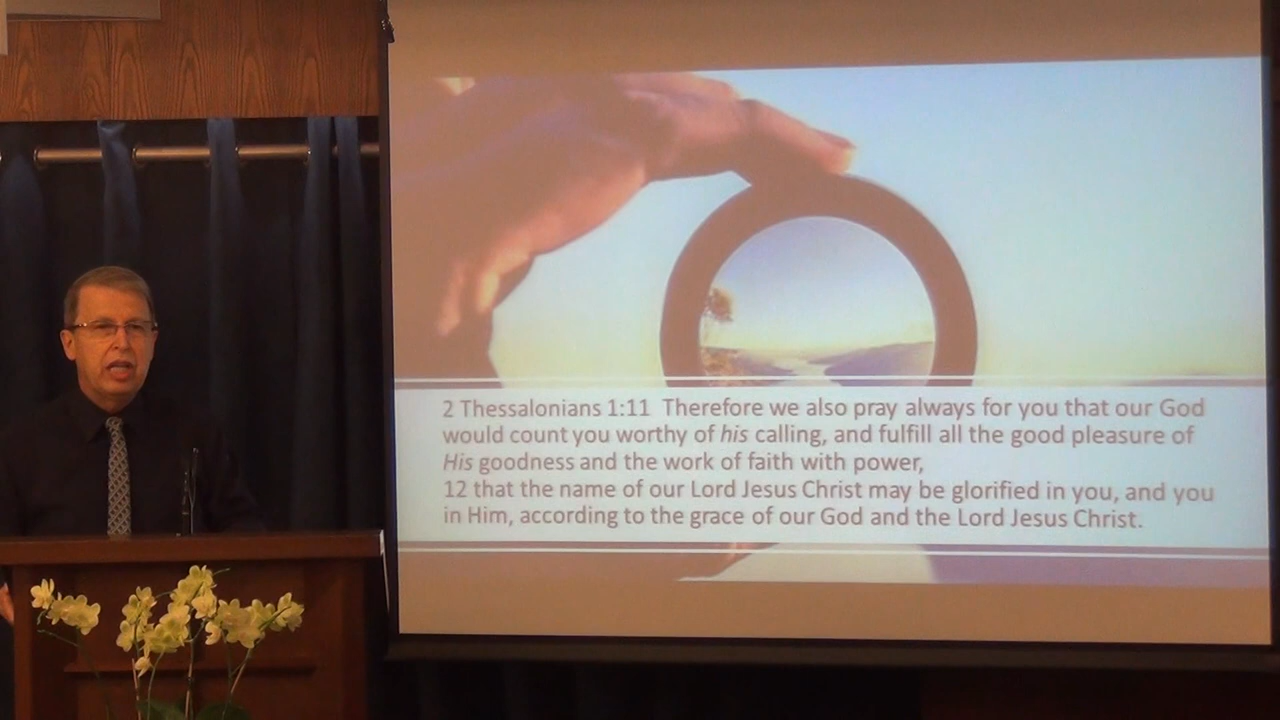 2 Thessalonians 1:11  Therefore we also pray always for you that our God
would count you worthy of his calling, and fulfill all the good pleasure of
His goodness and the work of faith with power,
12 that the name of our Lord Jesus Christ may be glorified in you, and you
in Him, according to the grace of our God and the Lord Jesus Christ.